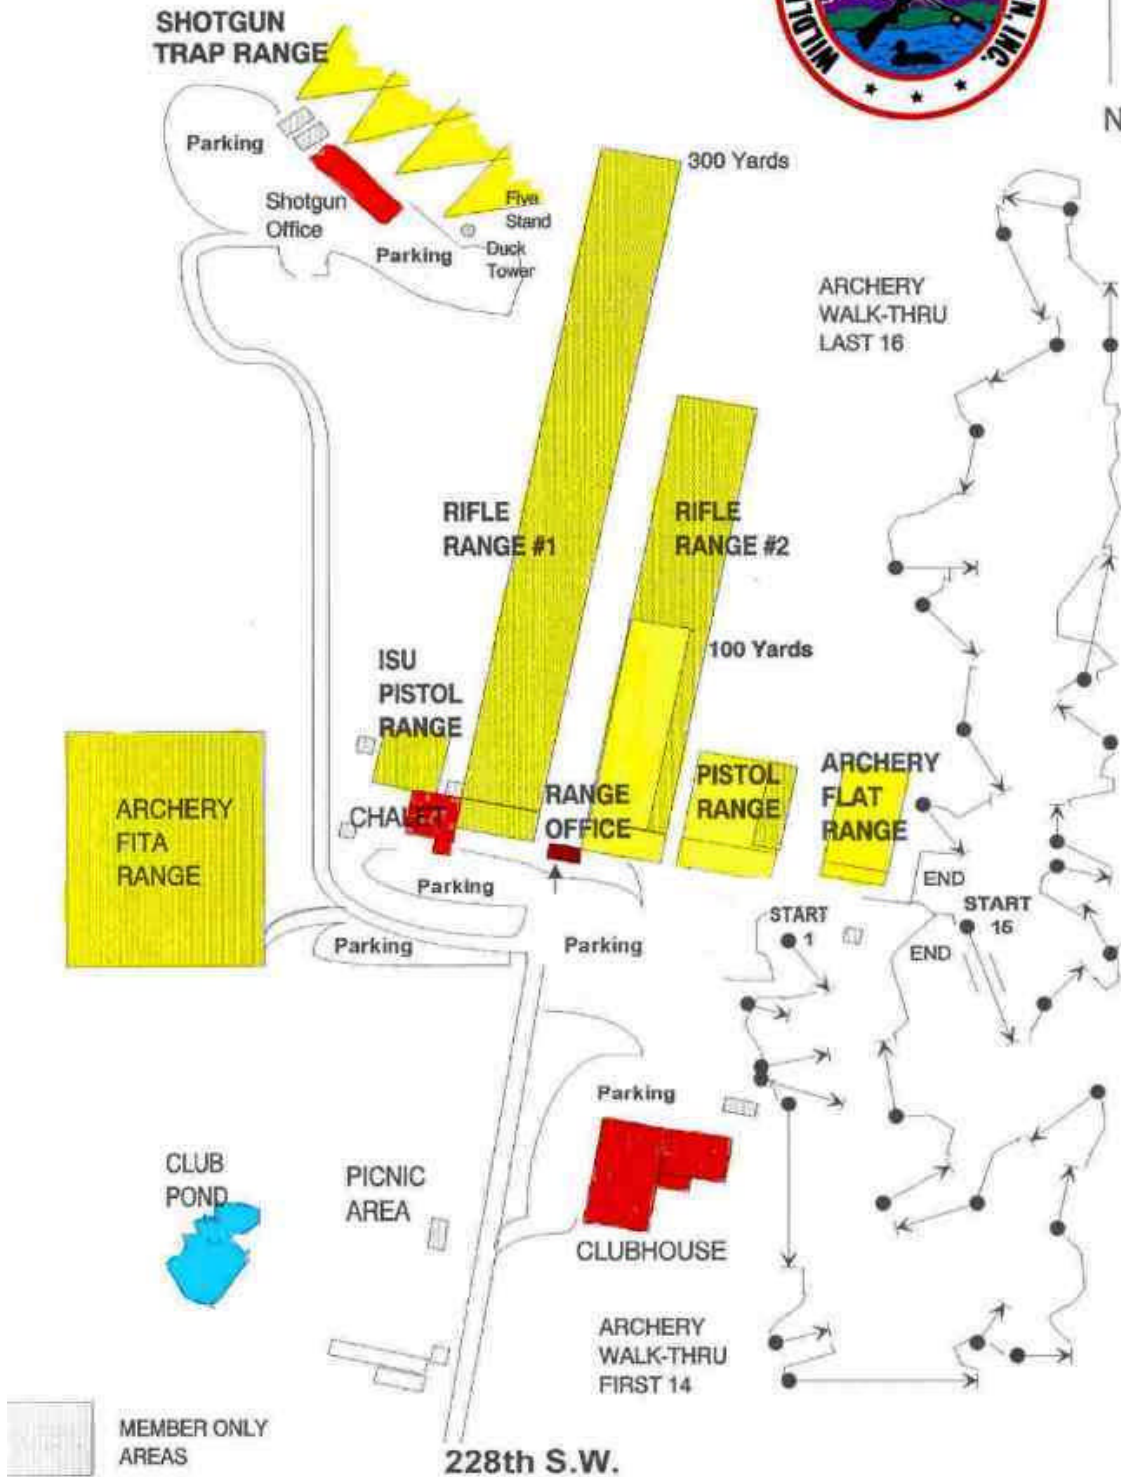 SHOTGUN
TRAP RANGE
WILDL
N, INC.
N
Parking
300 Yards
Shotgun
Office
Five
Stand
Parking
Duck
Tower
ARCHERY
WALK-THRU
LAST 16
RIFLE
RANGE #1
RIFLE
RANGE #2
100 Yards
ISU
PISTOL
RANGE
ARCHERY
FITA
RANGE
CHALET
RANGE
OFFICE
PISTOL
RANGE
ARCHERY
FLAT
RANGE
Parking
END
START
15
START
1
Parking
Parking
END
Parking
CLUB
POND
PICNIC
AREA
CLUBHOUSE
ARCHERY
WALK-THRU
FIRST 14
MEMBER ONLY
AREAS
228th S.W.